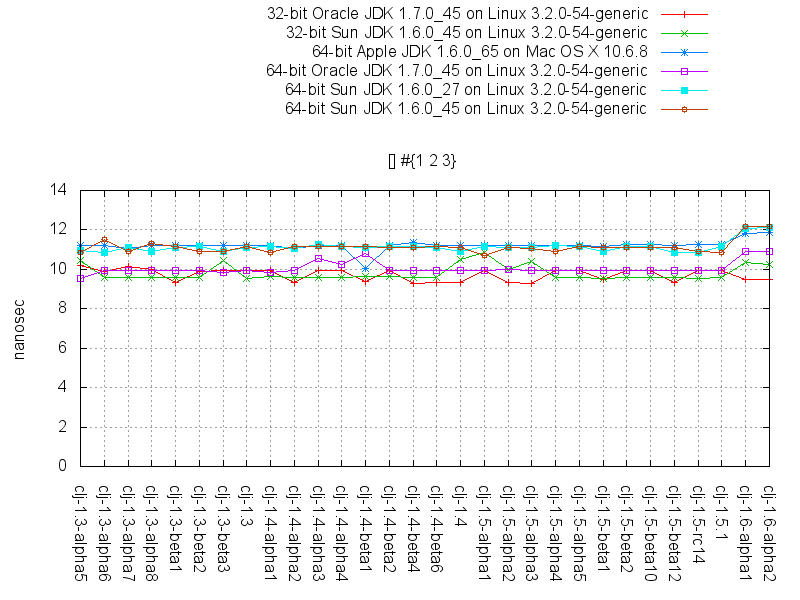 32-bit Oracle JDK 1.7.0_45 on Linux 3.2.0-54-generic
32-bit Sun JDK 1.6.0_45 on Linux 3.2.0-54-generic
64-bit Apple JDK 1.6.0_65 on Mac OS X 10.6.8
64-bit Oracle JDK 1.7.0_45 on Linux 3.2.0-54-generic
64-bit Sun JDK 1.6.0_27 on Linux 3.2.0-54-generic
64-bit Sun JDK 1.6.0_45 on Linux 3.2.0-54-generic
[] #{1 2 3}
14
12
10
8
6
4
2
0
nanosec
clj-1.3-alpha5
clj-1.3-alpha6
clj-1.3-alpha7
clj-1.3-alpha8
clj-1.3-beta1
clj-1.3-beta2
clj-1.3-beta3
clj-1.3
clj-1.4-alpha1
clj-1.4-alpha2
clj-1.4-alpha3
clj-1.4-alpha4
clj-1.4-beta1
clj-1.4-beta4
clj-1.4-beta6
clj-1.4
clj-1.5-alpha1
clj-1.5-alpha2
clj-1.5-alpha3
clj-1.5-alpha4
clj-1.5-alpha5
clj-1.5-beta1
clj-1.5-beta2
clj-1.5-beta10
clj-1.5-beta12
clj-1.5-rc14
clj-1.5.1
clj-1.6-alpha1
clj-1.6-alpha2